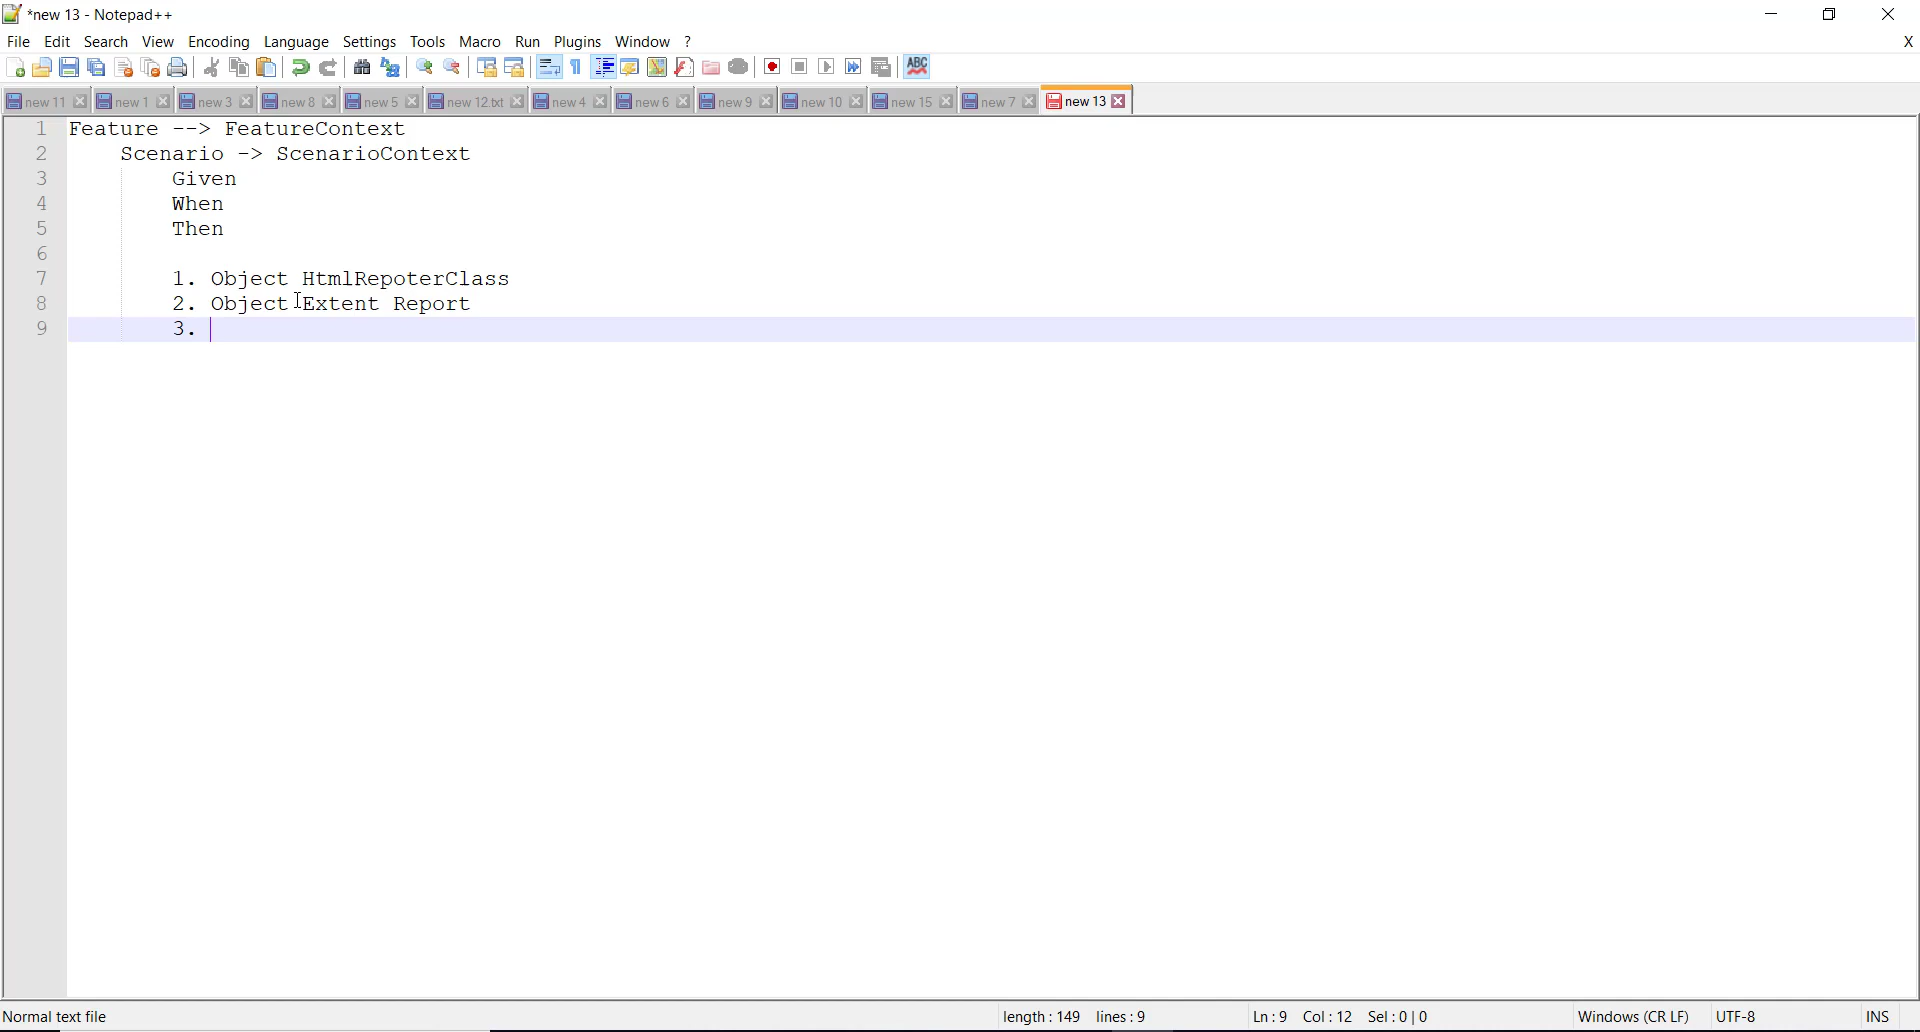 *new 13 - Notepad++
File Edit Search View Encoding Language Settings Tools Macro Run Plugins Window ? X
ABC
new 11 new 1 new 3 new 8 new 5 new 12.txt new 4 new 6 new 9 new 10 new 15 new 7 new 13
1 Feature --> FeatureContext
2 Scenario -> ScenarioContext
3 Given
4 When
5 Then
6
7 1. Object HtmlRepoterClass
8 2. Object Extent Report
9 3.
Normal text file length : 149 lines : 9 Ln : 9 Col : 12 Sel : 0 | 0 Windows (CR LF) UTF-8 INS